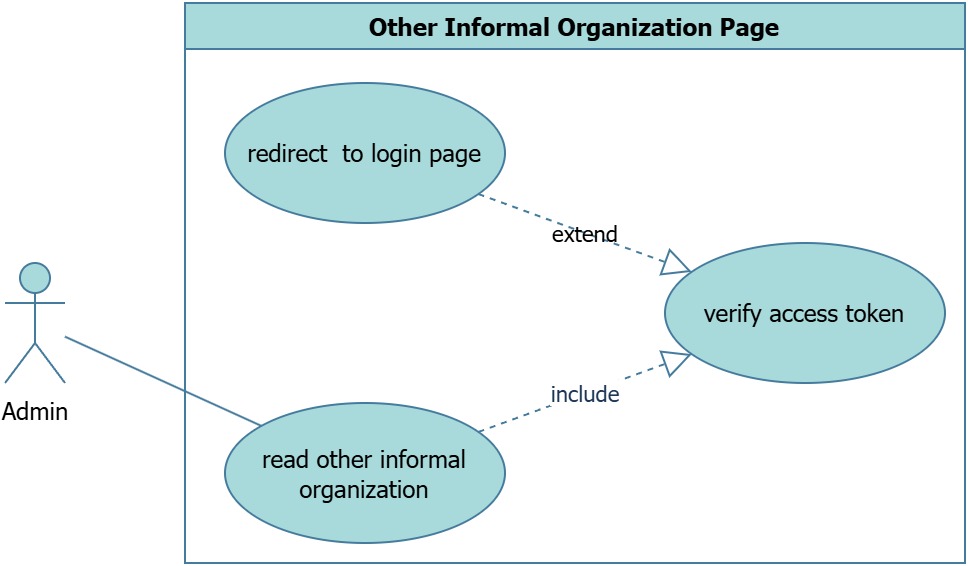 Other Informal Organization Page
redirect  to login page
extend
verify access token
include
Admin
read other informal
organization